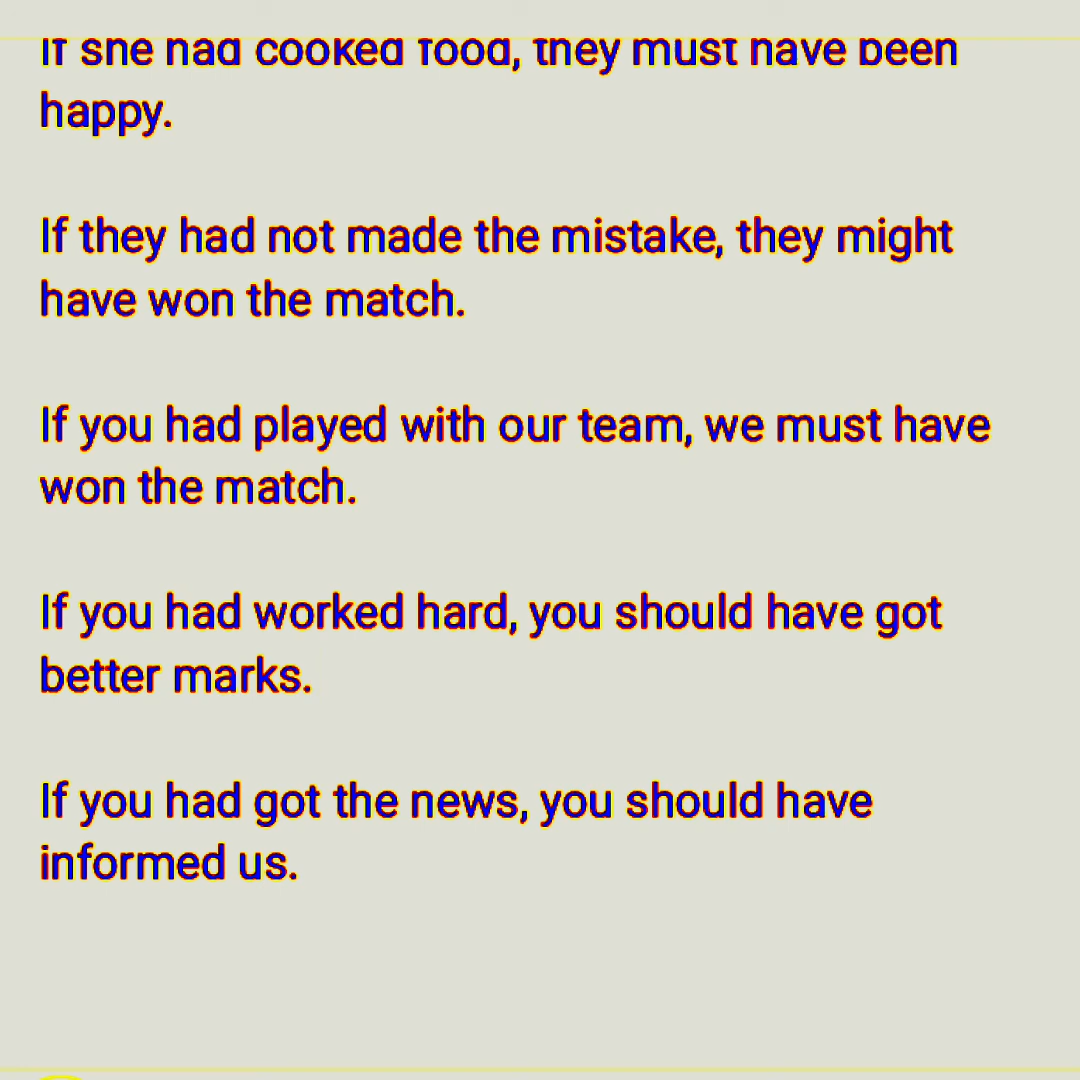 If she had cooked food, they must have been
happy.
If they had not made the mistake, they might
have won the match.
If you had played with our team, we must have
won the match.
If you had worked hard, you should have got
better marks.
If you had got the news, you should have
informed us.